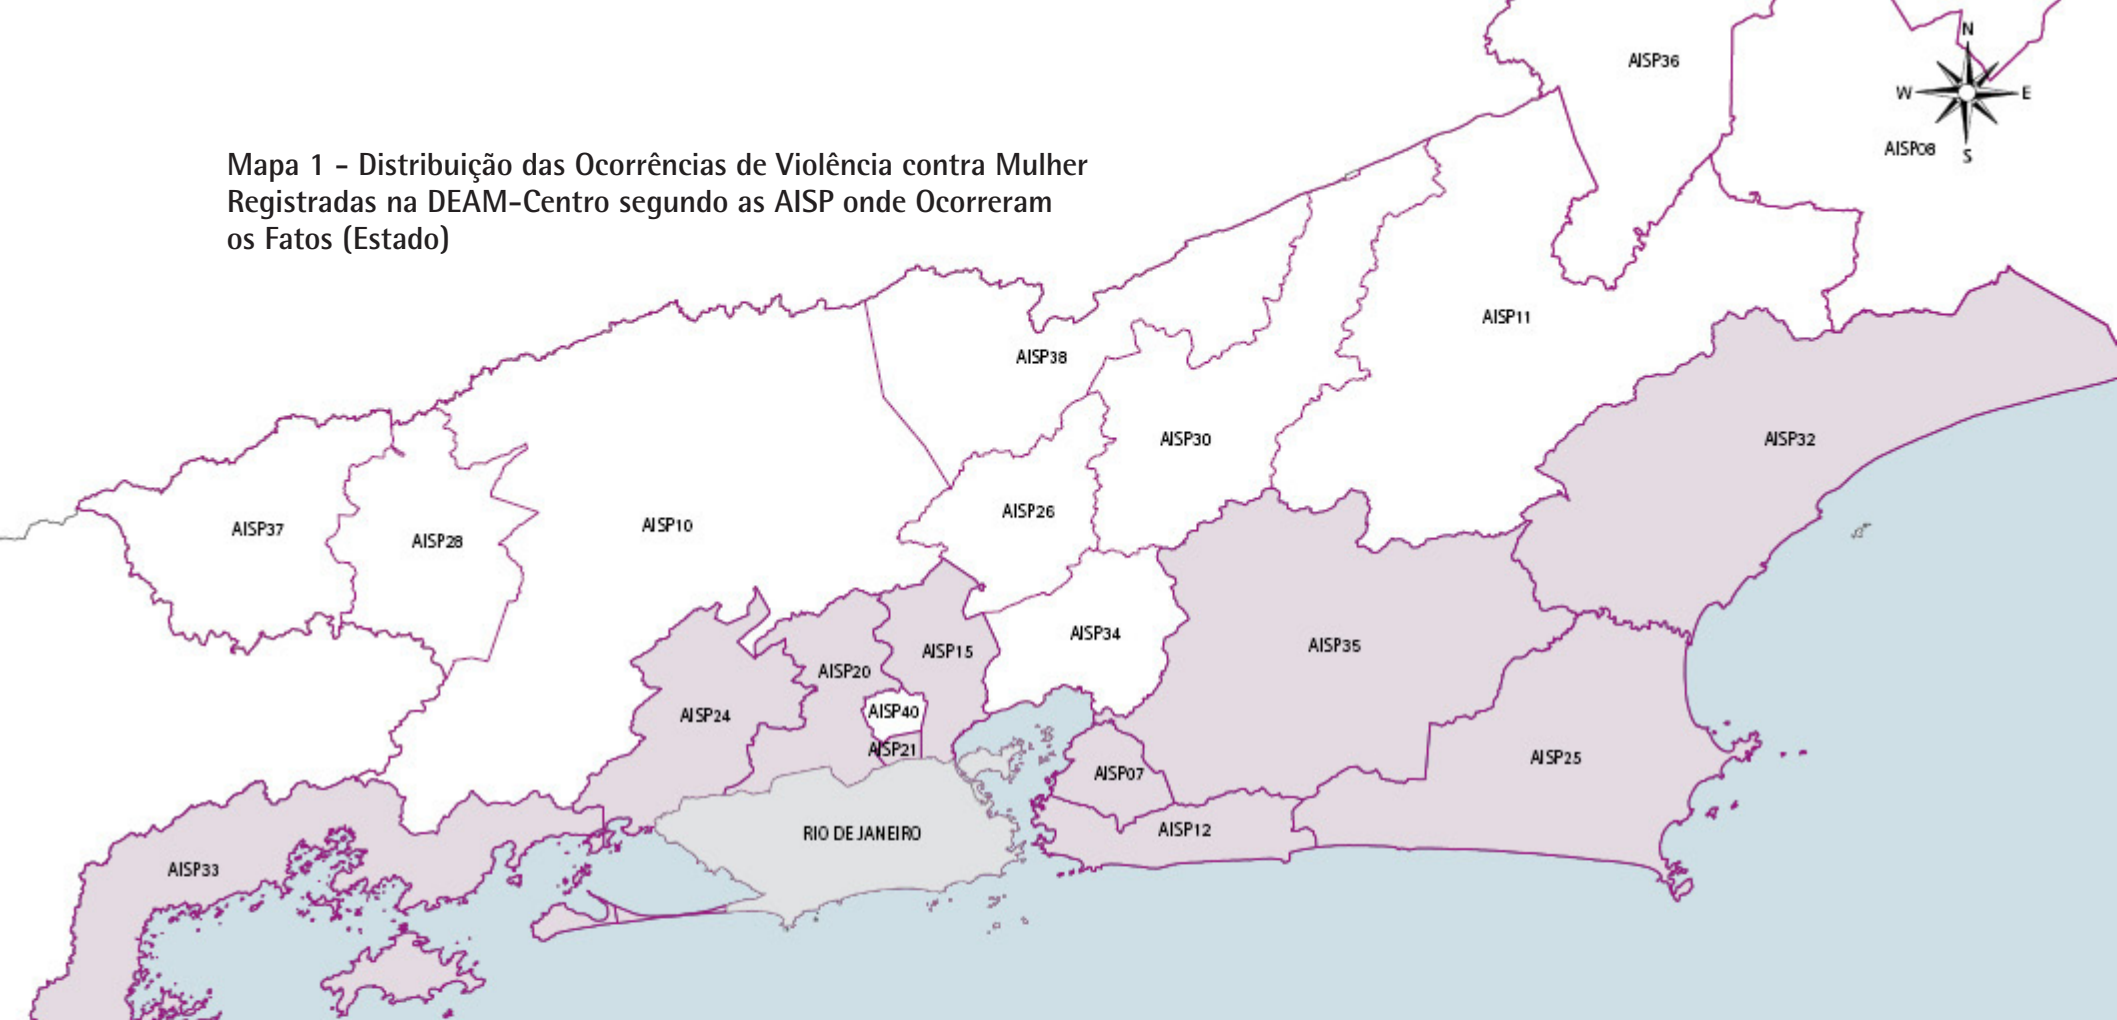 Mapa 1 - Distribuição das Ocorrências de Violência contra Mulher
Registradas na DEAM-Centro segundo as AISP onde Ocorreram
os Fatos (Estado)
N
W
E
S
AISP36
AISP08
AISP11
AISP38
AISP32
AISP30
AISP26
AISP10
AISP37
AISP28
AISP34
AISP35
AISP15
AISP20
AISP24
AISP40
AISP21
AISP25
AISP07
AISP12
RIO DE JANEIRO
AISP33